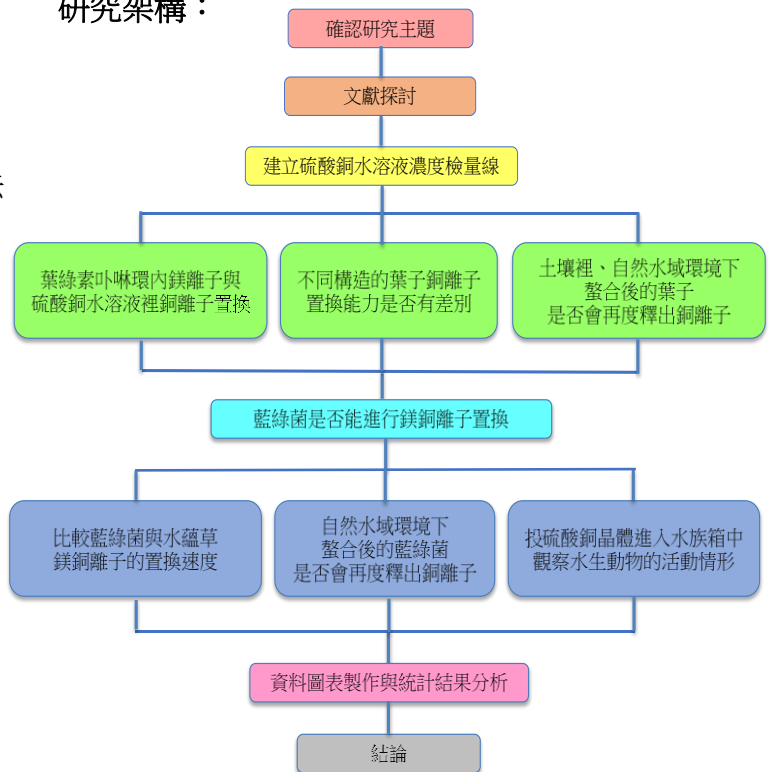 研究架構：
確認研究主題
文獻探討
建立硫酸銅水溶液濃度檢量線
葉綠素卟啉環內鎂離子與
硫酸銅水溶液裡銅離子置換
不同構造的葉子銅離子
置換能力是否有差別
土壤裡、自然水域環境下
螯合後的葉子
是否會再度釋出銅離子
藍綠菌是否能進行鎂銅離子置換
比較藍綠菌與水蘊草
鎂銅離子的置換速度
自然水域環境下
螯合後的藍綠菌
是否會再度釋出銅離子
投硫酸銅晶體進入水族箱中
觀察水生動物的活動情形
資料圖表製作與統計結果分析
結論